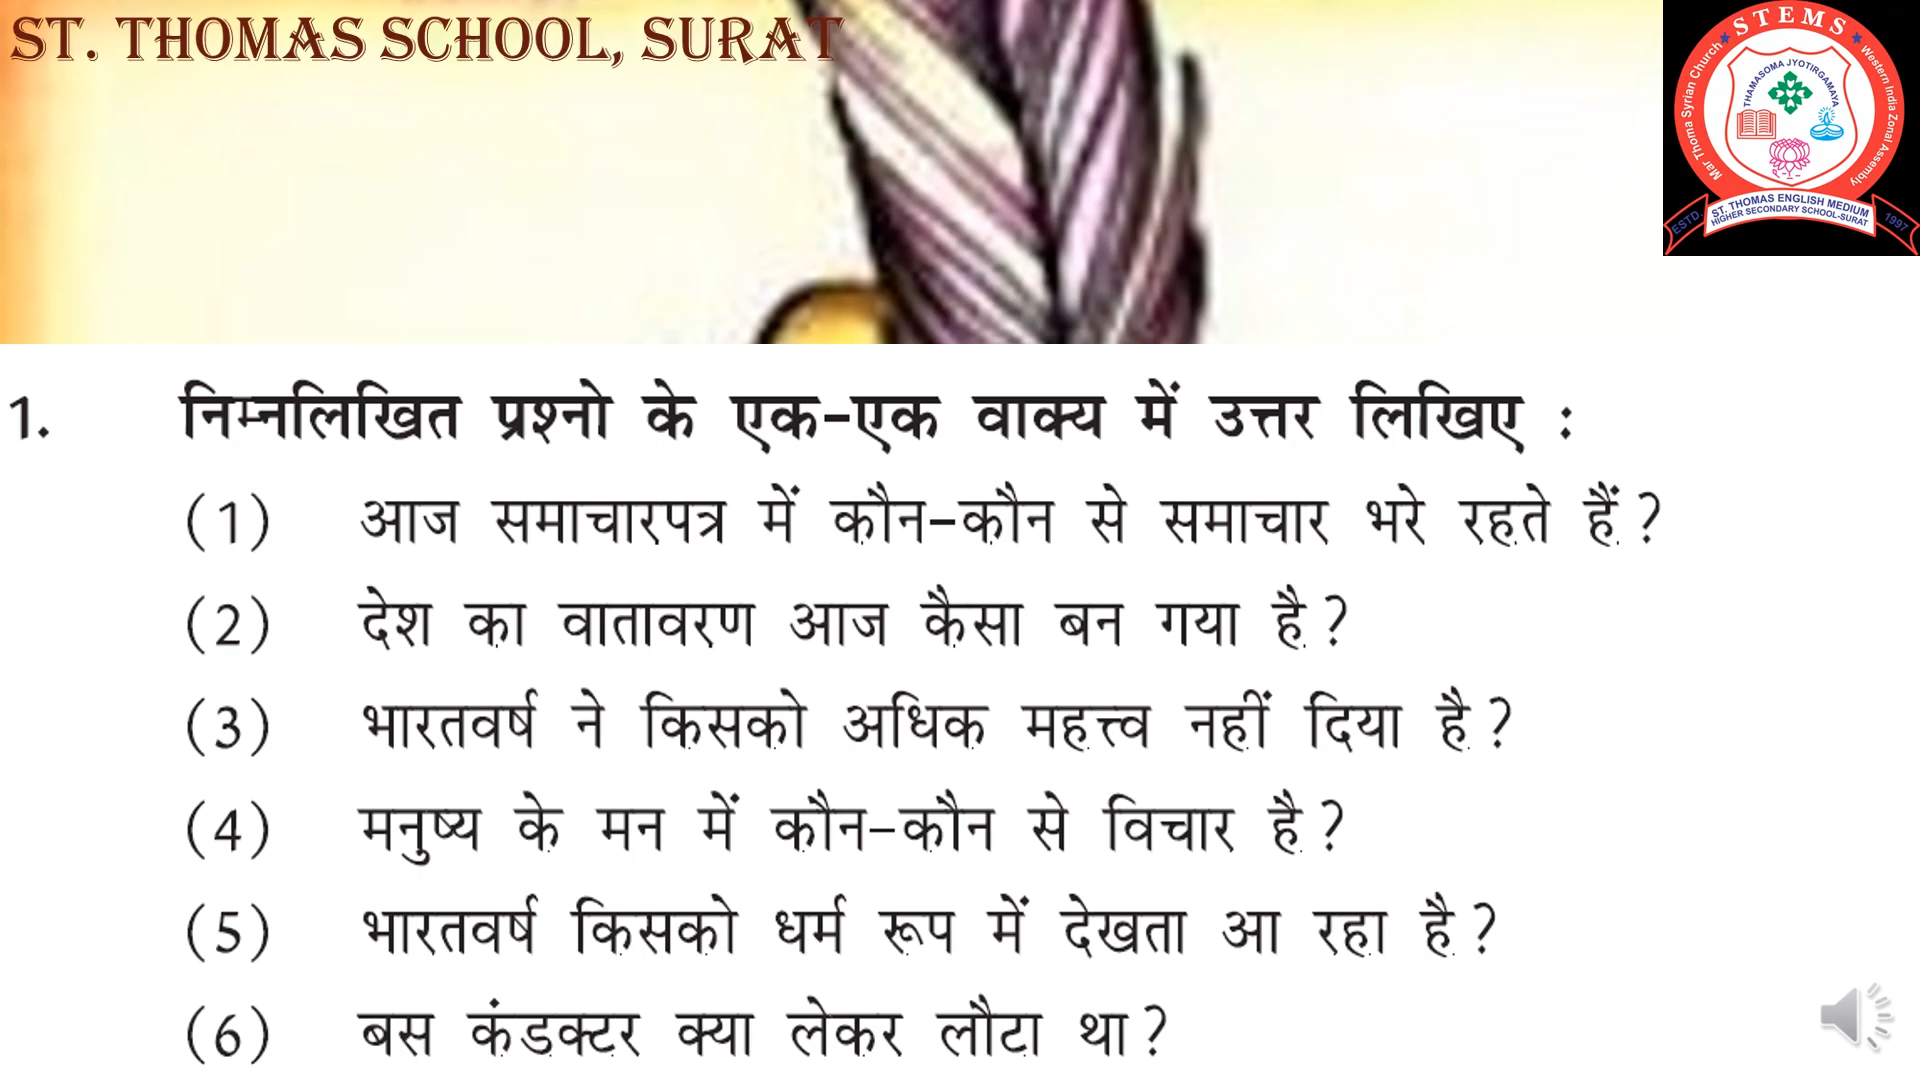 ST. THOMAS SCHOOL, SURAT
STEMS
Mar Thoma Syrian Church
Western India Zonal Assembly
THAMASOMA JYOTIRGAMAYA
ST. THOMAS ENGLISH MEDIUM
HIGHER SECONDARY SCHOOL-SURAT
ESTD. 1997
1. निम्नलिखित प्रश्नो के एक-एक वाक्य में उत्तर लिखिए :
(1) आज समाचारपत्र में कौन-कौन से समाचार भरे रहते हैं ?
(2) देश का वातावरण आज कैसा बन गया है ?
(3) भारतवर्ष ने किसको अधिक महत्त्व नहीं दिया है ?
(4) मनुष्य के मन में कौन-कौन से विचार है ?
(5) भारतवर्ष किसको धर्म रूप में देखता आ रहा है ?
(6) बस कंडक्टर क्या लेकर लौटा था ?